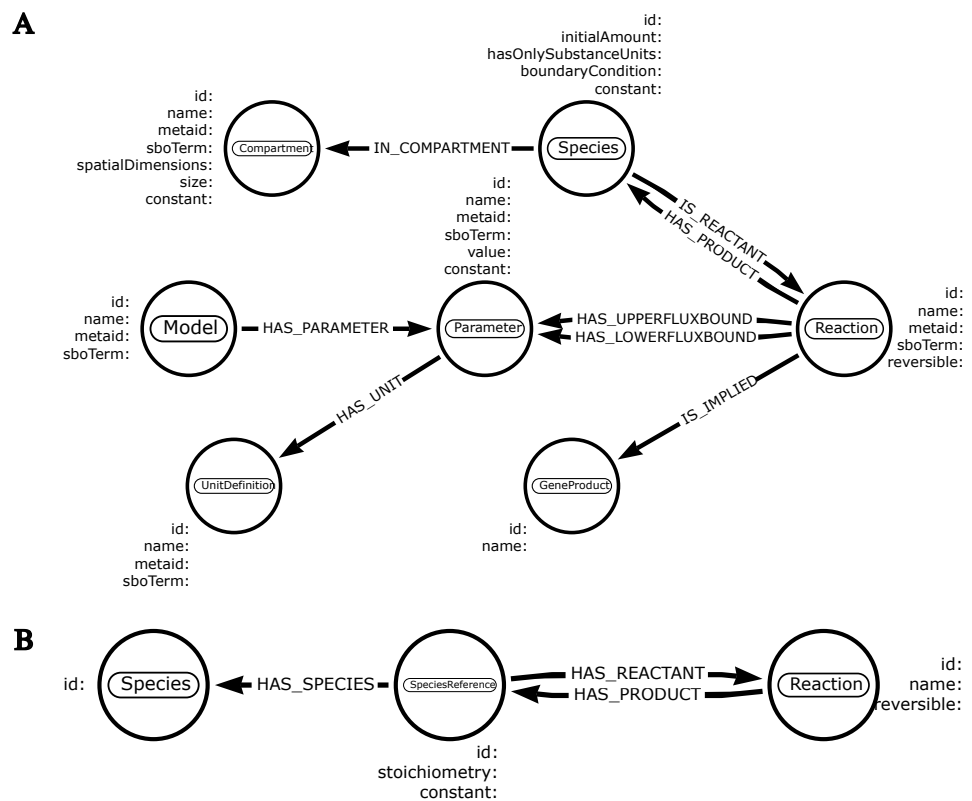 A
id:
initialAmount:
hasOnlySubstanceUnits:
boundaryCondition:
constant:
id:
name:
metaid:
sboTerm:
spatialDimensions:
size:
constant:
Compartment
IN_COMPARTMENT
Species
id:
name:
metaid:
sboTerm:
value:
constant:
IS_REACTANT
HAS_PRODUCT
id:
name:
metaid:
sboTerm:
Model
HAS_PARAMETER
Parameter
HAS_UPPERFLUXBOUND
HAS_LOWERFLUXBOUND
Reaction
id:
name:
metaid:
sboTerm:
reversible:
HAS_UNIT
IS_IMPLIED
UnitDefinition
id:
name:
metaid:
sboTerm:
GeneProduct
id:
name:
B
id:
Species
HAS_SPECIES
SpeciesReference
id:
stoichiometry:
constant:
HAS_REACTANT
HAS_PRODUCT
Reaction
id:
name:
reversible: